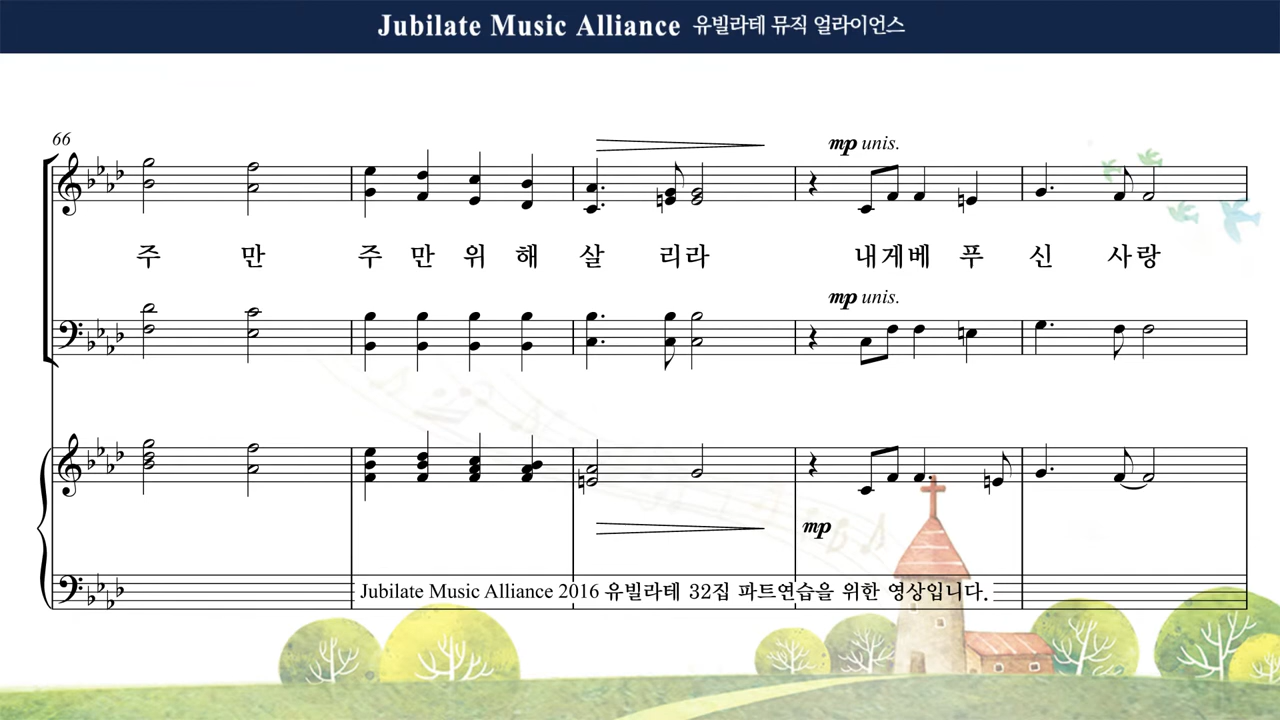 Jubilate Music Alliance 유빌라테 뮤직 얼라이언스
66
mp unis.
주 만 주 만 위 해 살 리 라 내 게 베 푸 신 사 랑
mp unis.
mp
Jubilate Music Alliance 2016 유빌라테 32집 파트연습을 위한 영상입니다.